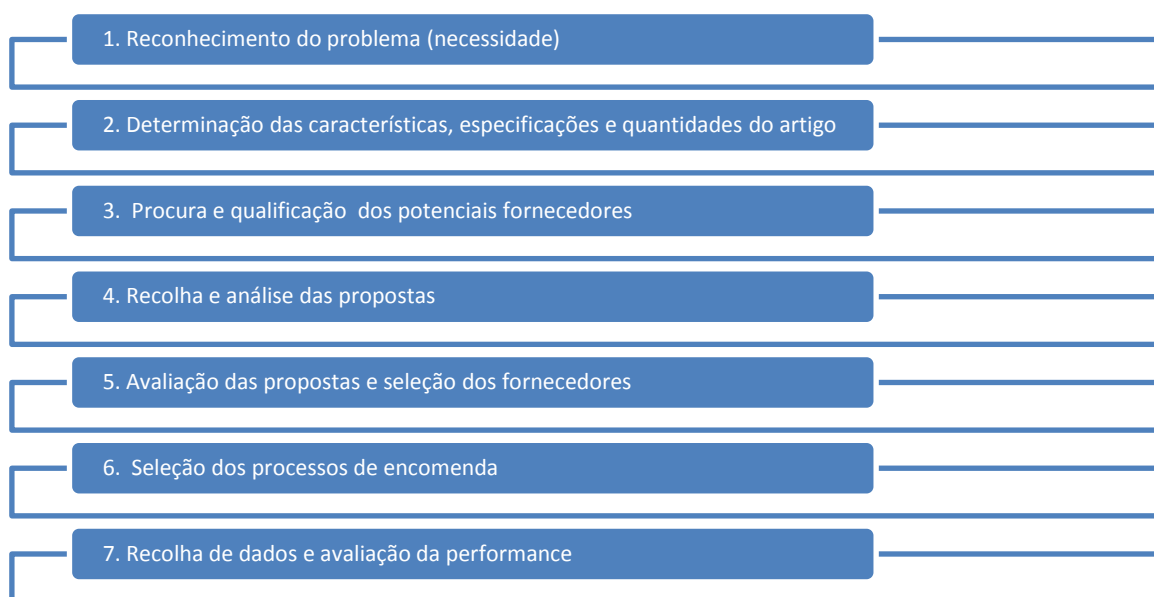 1. Reconhecimento do problema (necessidade)
2. Determinação das características, especificações e quantidades do artigo
3. Procura e qualificação dos potenciais fornecedores
4. Recolha e análise das propostas
5. Avaliação das propostas e seleção dos fornecedores
6. Seleção dos processos de encomenda
7. Recolha de dados e avaliação da performance